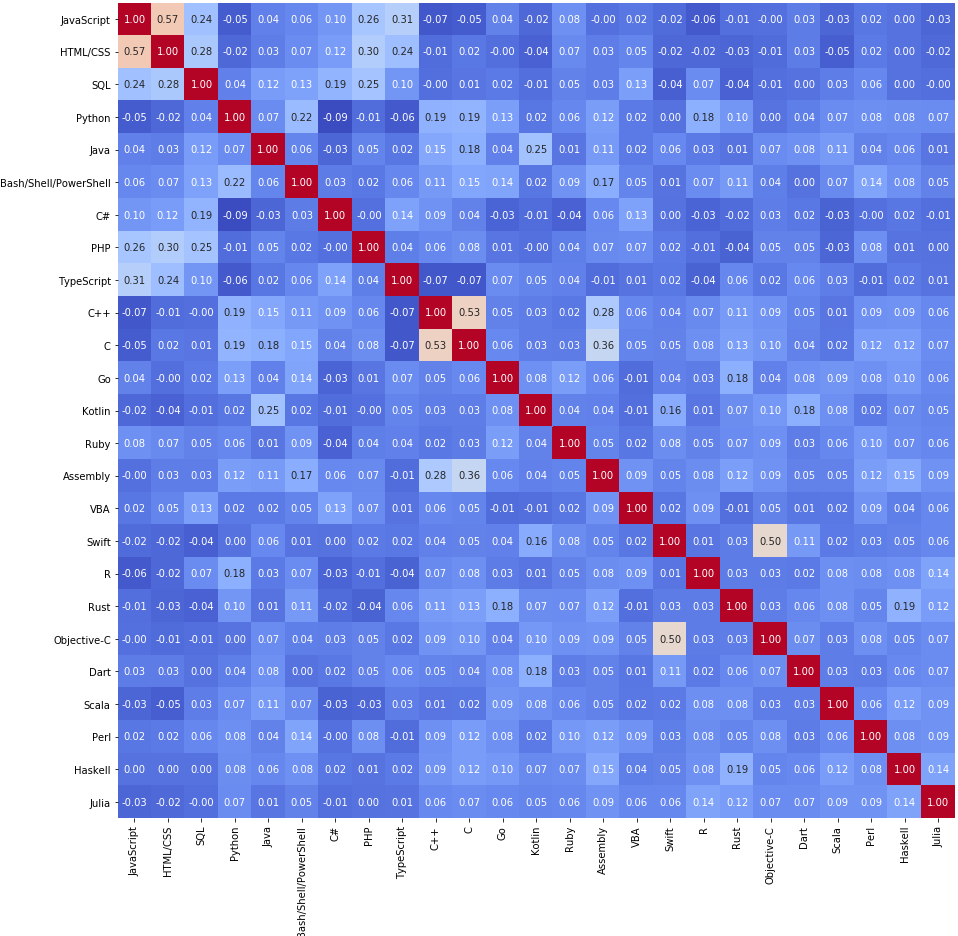 JavaScript 1.00 0.57 0.24 -0.05 0.04 0.06 0.10 0.26 0.31 -0.07 -0.05 0.04 -0.02 0.08 -0.00 0.02 -0.02 -0.06 -0.01 -0.00 0.03 -0.03 0.02 0.00 -0.03
HTML/CSS 0.57 1.00 0.28 -0.02 0.03 0.07 0.12 0.30 0.24 -0.01 0.02 -0.00 -0.04 0.07 0.03 0.05 -0.02 -0.02 -0.03 -0.01 0.03 -0.05 0.02 0.00 -0.02
SQL 0.24 0.28 1.00 0.04 0.12 0.13 0.19 0.25 0.10 -0.00 0.01 0.02 -0.01 0.05 0.03 0.13 -0.04 0.07 -0.04 -0.01 0.00 0.03 0.06 0.00 -0.00
Python -0.05 -0.02 0.04 1.00 0.07 0.22 -0.09 -0.01 -0.06 0.19 0.19 0.13 0.02 0.06 0.12 0.02 0.00 0.18 0.10 0.00 0.04 0.07 0.08 0.08 0.07
Java 0.04 0.03 0.12 0.07 1.00 0.06 -0.03 0.05 0.02 0.15 0.18 0.04 0.25 0.01 0.11 0.02 0.06 0.03 0.01 0.07 0.08 0.11 0.04 0.06 0.01
Bash/Shell/PowerShell 0.06 0.07 0.13 0.22 0.06 1.00 0.03 0.02 0.06 0.11 0.15 0.14 0.02 0.09 0.17 0.05 0.01 0.07 0.11 0.04 0.00 0.07 0.14 0.08 0.05
C# 0.10 0.12 0.19 -0.09 -0.03 0.03 1.00 -0.00 0.14 0.09 0.04 -0.03 -0.01 -0.04 0.06 0.13 0.00 -0.03 -0.02 0.03 0.02 -0.03 -0.00 0.02 -0.01
PHP 0.26 0.30 0.25 -0.01 0.05 0.02 -0.00 1.00 0.04 0.06 0.08 0.01 -0.00 0.04 0.07 0.07 0.02 -0.01 -0.04 0.05 0.05 -0.03 0.08 0.01 0.00
TypeScript 0.31 0.24 0.10 -0.06 0.02 0.06 0.14 0.04 1.00 -0.07 -0.07 0.07 0.05 0.04 -0.01 0.01 0.02 -0.04 0.06 0.02 0.06 0.03 -0.01 0.02 0.01
C++ -0.07 -0.01 -0.00 0.19 0.15 0.11 0.09 0.06 -0.07 1.00 0.53 0.05 0.03 0.02 0.28 0.06 0.04 0.07 0.11 0.09 0.05 0.01 0.09 0.09 0.06
C -0.05 0.02 0.01 0.19 0.18 0.15 0.04 0.08 -0.07 0.53 1.00 0.06 0.03 0.03 0.36 0.05 0.05 0.08 0.13 0.10 0.04 0.02 0.12 0.12 0.07
Go 0.04 -0.00 0.02 0.13 0.04 0.14 -0.03 0.01 0.07 0.05 0.06 1.00 0.08 0.12 0.06 -0.01 0.04 0.03 0.18 0.04 0.08 0.09 0.08 0.10 0.06
Kotlin -0.02 -0.04 -0.01 0.02 0.25 0.02 -0.01 -0.00 0.05 0.03 0.03 0.08 1.00 0.04 0.04 -0.01 0.16 0.01 0.07 0.10 0.18 0.08 0.02 0.07 0.05
Ruby 0.08 0.07 0.05 0.06 0.01 0.09 -0.04 0.04 0.04 0.02 0.03 0.12 0.04 1.00 0.05 0.02 0.08 0.05 0.07 0.09 0.03 0.06 0.10 0.07 0.06
Assembly -0.00 0.03 0.03 0.12 0.11 0.17 0.06 0.07 -0.01 0.28 0.36 0.06 0.04 0.05 1.00 0.09 0.05 0.08 0.12 0.09 0.05 0.05 0.12 0.15 0.09
VBA 0.02 0.05 0.13 0.02 0.02 0.05 0.13 0.07 0.01 0.06 0.05 -0.01 -0.01 0.02 0.09 1.00 0.02 0.09 -0.01 0.05 0.01 0.02 0.09 0.04 0.06
Swift -0.02 -0.02 -0.04 0.00 0.06 0.01 0.00 0.02 0.02 0.04 0.05 0.04 0.16 0.08 0.05 0.02 1.00 0.01 0.03 0.50 0.11 0.02 0.03 0.05 0.06
R -0.06 -0.02 0.07 0.18 0.03 0.07 -0.03 -0.01 -0.04 0.07 0.08 0.03 0.01 0.05 0.08 0.09 0.01 1.00 0.03 0.03 0.02 0.08 0.08 0.08 0.14
Rust -0.01 -0.03 -0.04 0.10 0.01 0.11 -0.02 -0.04 0.06 0.11 0.13 0.18 0.07 0.07 0.12 -0.01 0.03 0.03 1.00 0.03 0.06 0.08 0.05 0.19 0.12
Objective-C -0.00 -0.01 -0.01 0.00 0.07 0.04 0.03 0.05 0.02 0.09 0.10 0.04 0.10 0.09 0.09 0.05 0.50 0.03 0.03 1.00 0.07 0.03 0.08 0.05 0.07
Dart 0.03 0.03 0.00 0.04 0.08 0.00 0.02 0.05 0.06 0.05 0.04 0.08 0.18 0.03 0.05 0.01 0.11 0.02 0.06 0.07 1.00 0.03 0.03 0.06 0.07
Scala -0.03 -0.05 0.03 0.07 0.11 0.07 -0.03 -0.03 0.03 0.01 0.02 0.09 0.08 0.06 0.05 0.02 0.02 0.08 0.08 0.03 0.03 1.00 0.06 0.12 0.09
Perl 0.02 0.02 0.06 0.08 0.04 0.14 -0.00 0.08 -0.01 0.09 0.12 0.08 0.02 0.10 0.12 0.09 0.03 0.08 0.05 0.08 0.03 0.06 1.00 0.08 0.09
Haskell 0.00 0.00 0.00 0.08 0.06 0.08 0.02 0.01 0.02 0.09 0.12 0.10 0.07 0.07 0.15 0.04 0.05 0.08 0.19 0.05 0.06 0.12 0.08 1.00 0.14
Julia -0.03 -0.02 -0.00 0.07 0.01 0.05 -0.01 0.00 0.01 0.06 0.07 0.06 0.05 0.06 0.09 0.06 0.06 0.14 0.12 0.07 0.07 0.09 0.09 0.14 1.00
JavaScript HTML/CSS SQL Python Java Bash/Shell/PowerShell C# PHP TypeScript C++ C Go Kotlin Ruby Assembly VBA Swift R Rust Objective-C Dart Scala Perl Haskell Julia